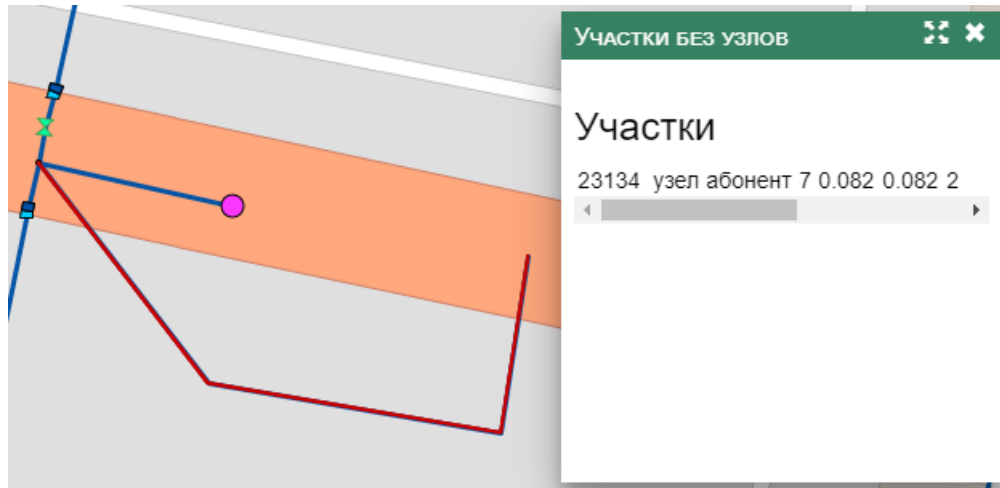 Участки без узлов
Участки
23134 узел абонент 7 0.082 0.082 2